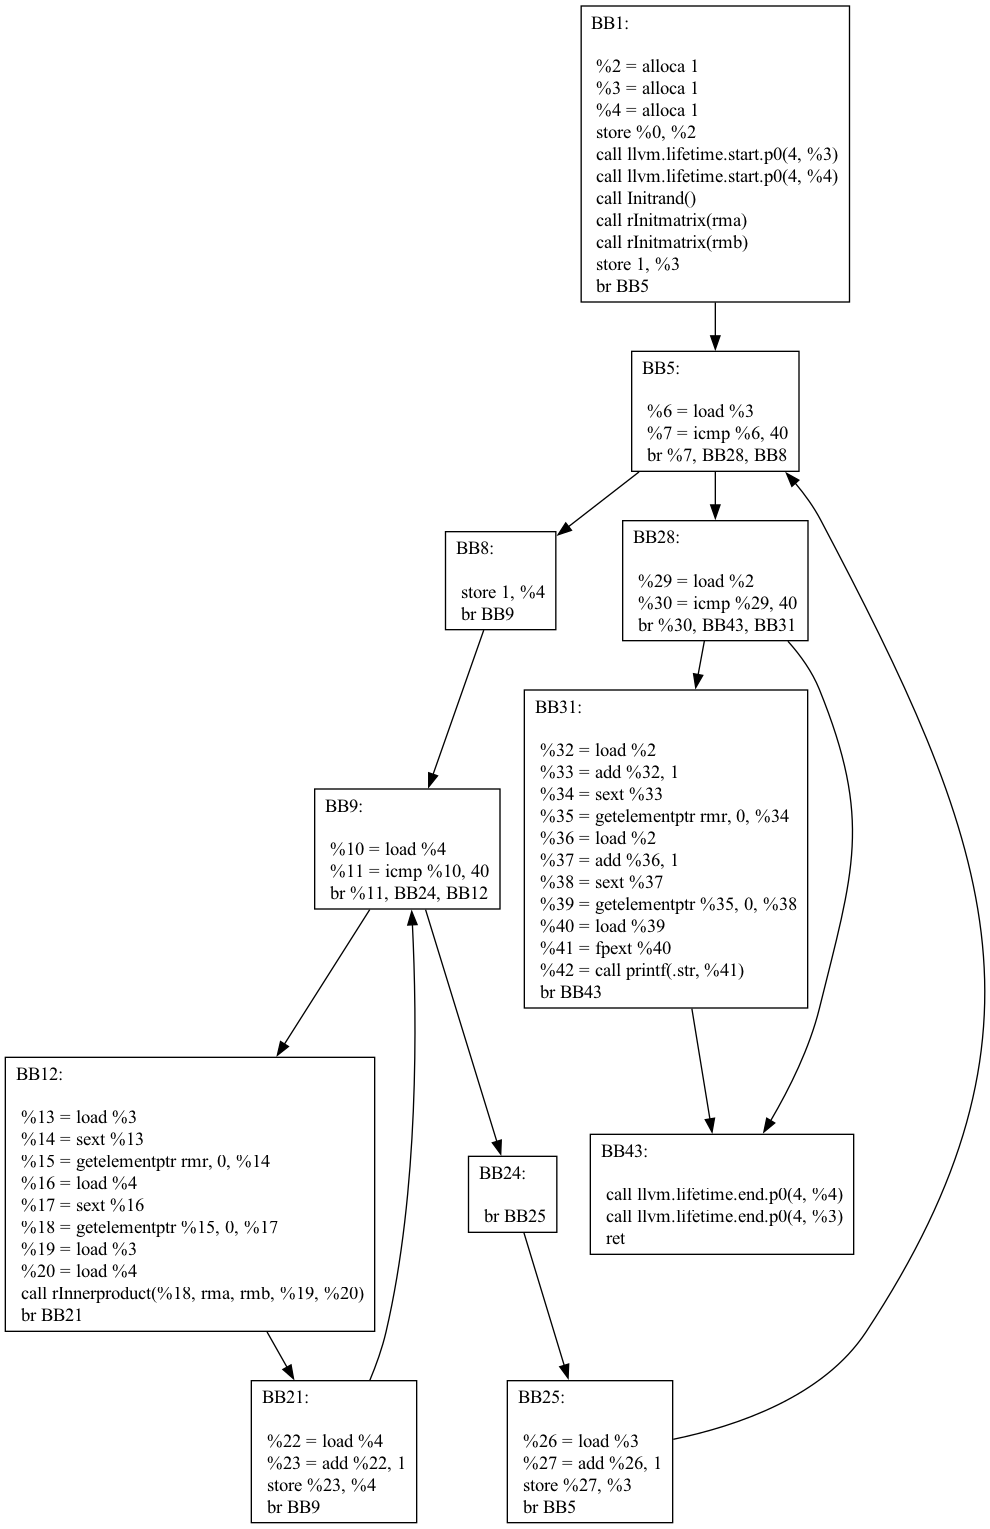 BB1:
%2 = alloca 1
%3 = alloca 1
%4 = alloca 1
store %0, %2
call llvm.lifetime.start.p0(4, %3)
call llvm.lifetime.start.p0(4, %4)
call Initrand()
call rInitmatrix(rma)
call rInitmatrix(rmb)
store 1, %3
br BB5
BB5:
%6 = load %3
%7 = icmp %6, 40
br %7, BB28, BB8
BB8:
store 1, %4
br BB9
BB28:
%29 = load %2
%30 = icmp %29, 40
br %30, BB43, BB31
BB31:
%32 = load %2
%33 = add %32, 1
%34 = sext %33
%35 = getelementptr rmr, 0, %34
%36 = load %2
%37 = add %36, 1
%38 = sext %37
%39 = getelementptr %35, 0, %38
%40 = load %39
%41 = fpext %40
%42 = call printf(.str, %41)
br BB43
BB9:
%10 = load %4
%11 = icmp %10, 40
br %11, BB24, BB12
BB12:
%13 = load %3
%14 = sext %13
%15 = getelementptr rmr, 0, %14
%16 = load %4
%17 = sext %16
%18 = getelementptr %15, 0, %17
%19 = load %3
%20 = load %4
call rInnerproduct(%18, rma, rmb, %19, %20)
br BB21
BB24:
br BB25
BB43:
call llvm.lifetime.end.p0(4, %4)
call llvm.lifetime.end.p0(4, %3)
ret
BB21:
%22 = load %4
%23 = add %22, 1
store %23, %4
br BB9
BB25:
%26 = load %3
%27 = add %26, 1
store %27, %3
br BB5